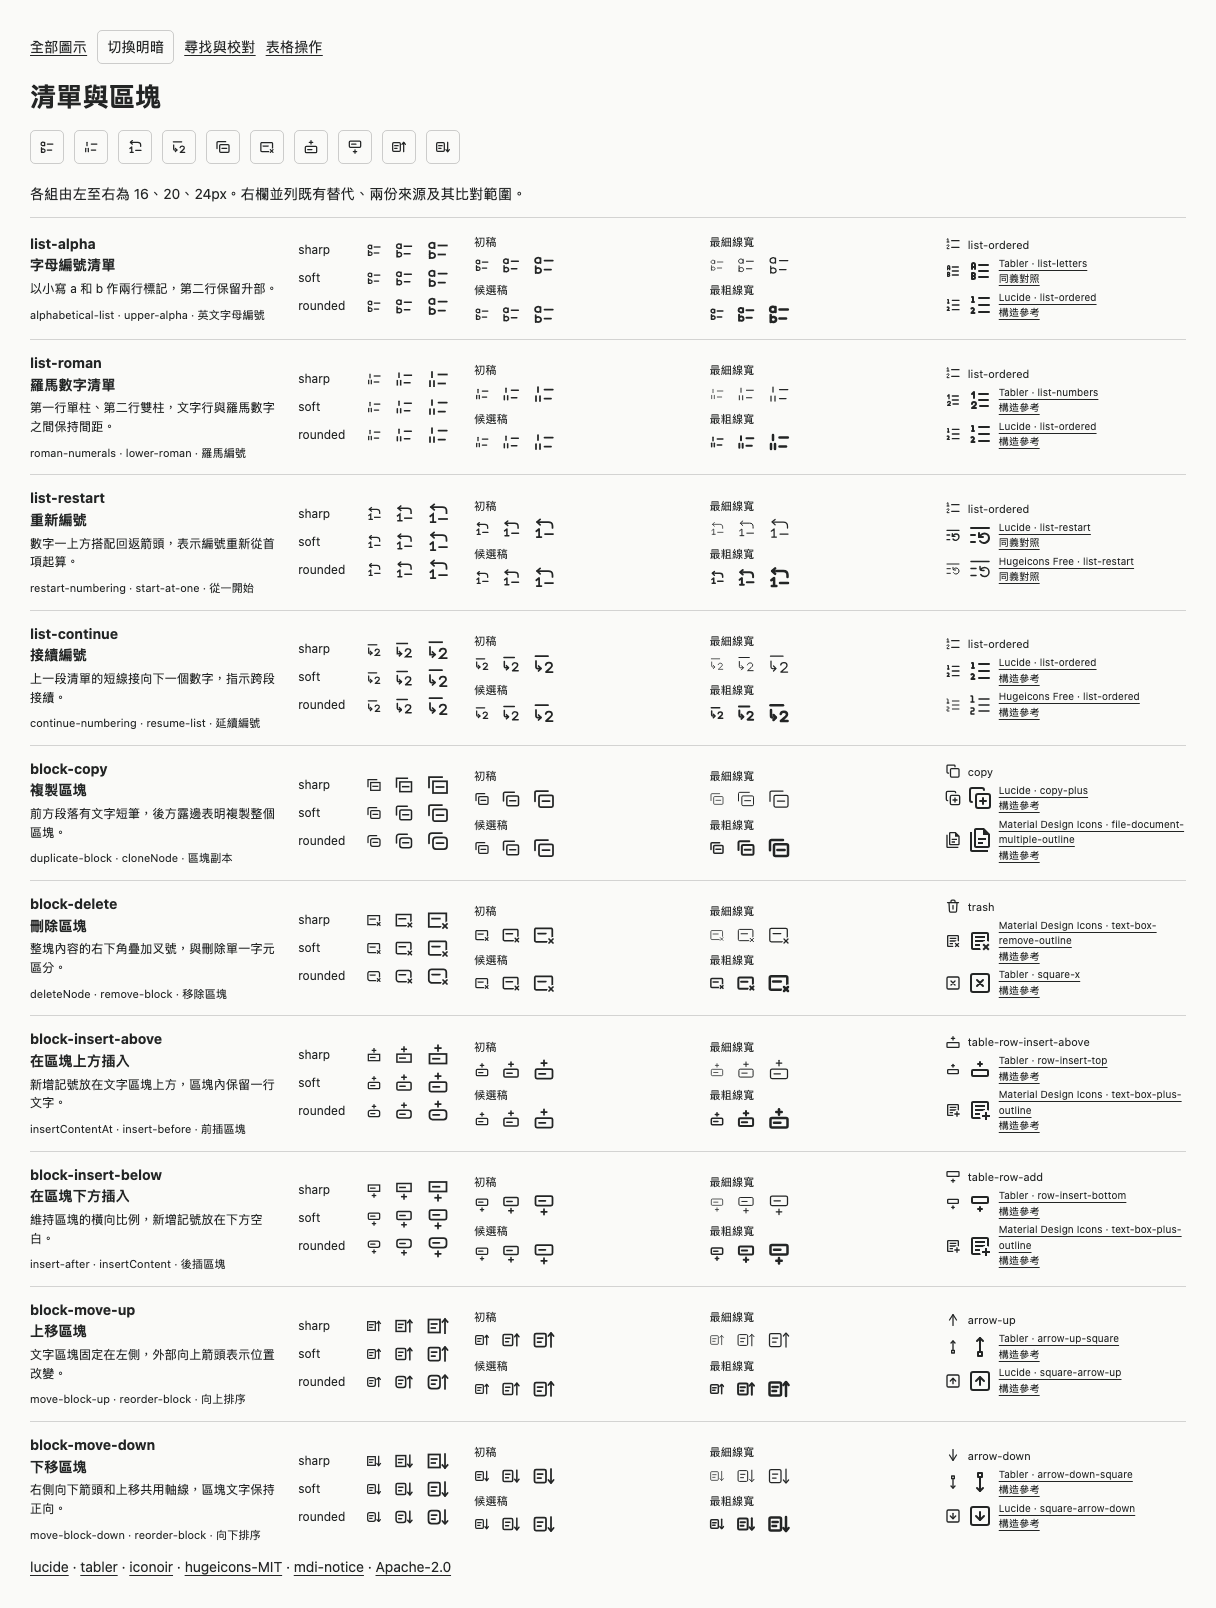 全部圖示 切換明暗 尋找與校對 表格操作
清單與區塊
各組由左至右為 16、20、24px。右欄並列既有替代、兩份來源及其比對範圍。
list-alpha
字母編號清單
以小寫 a 和 b 作兩行標記，第二行保留升部。
alphabetical-list · upper-alpha · 英文字母編號
sharp
soft
rounded
初稿
候選稿
最細線寬
最粗線寬
list-ordered
Tabler · list-letters
同義對照
Lucide · list-ordered
構造參考
list-roman
羅馬數字清單
第一行單柱、第二行雙柱，文字行與羅馬數字
之間保持間距。
roman-numerals · lower-roman · 羅馬編號
sharp
soft
rounded
初稿
候選稿
最細線寬
最粗線寬
list-ordered
Tabler · list-numbers
構造參考
Lucide · list-ordered
構造參考
list-restart
重新編號
數字一上方搭配回返箭頭，表示編號重新從首
項起算。
restart-numbering · start-at-one · 從一開始
sharp
soft
rounded
初稿
候選稿
最細線寬
最粗線寬
list-ordered
Lucide · list-restart
同義對照
Hugeicons Free · list-restart
同義對照
list-continue
接續編號
上一段清單的短線接向下一個數字，指示跨段
接續。
continue-numbering · resume-list · 延續編號
sharp
soft
rounded
初稿
候選稿
最細線寬
最粗線寬
list-ordered
Lucide · list-ordered
構造參考
Hugeicons Free · list-ordered
構造參考
block-copy
複製區塊
前方段落有文字短筆，後方露邊表明複製整個
區塊。
duplicate-block · cloneNode · 區塊副本
sharp
soft
rounded
初稿
候選稿
最細線寬
最粗線寬
copy
Lucide · copy-plus
構造參考
Material Design Icons · file-document-
multiple-outline
構造參考
block-delete
刪除區塊
整塊內容的右下角疊加叉號，與刪除單一字元
區分。
deleteNode · remove-block · 移除區塊
sharp
soft
rounded
初稿
候選稿
最細線寬
最粗線寬
trash
Material Design Icons · text-box-
remove-outline
構造參考
Tabler · square-x
構造參考
block-insert-above
在區塊上方插入
新增記號放在文字區塊上方，區塊內保留一行
文字。
insertContentAt · insert-before · 前插區塊
sharp
soft
rounded
初稿
候選稿
最細線寬
最粗線寬
table-row-insert-above
Tabler · row-insert-top
構造參考
Material Design Icons · text-box-plus-
outline
構造參考
block-insert-below
在區塊下方插入
維持區塊的橫向比例，新增記號放在下方空
白。
insert-after · insertContent · 後插區塊
sharp
soft
rounded
初稿
候選稿
最細線寬
最粗線寬
table-row-add
Tabler · row-insert-bottom
構造參考
Material Design Icons · text-box-plus-
outline
構造參考
block-move-up
上移區塊
文字區塊固定在左側，外部向上箭頭表示位置
改變。
move-block-up · reorder-block · 向上排序
sharp
soft
rounded
初稿
候選稿
最細線寬
最粗線寬
arrow-up
Tabler · arrow-up-square
構造參考
Lucide · square-arrow-up
構造參考
block-move-down
下移區塊
右側向下箭頭和上移共用軸線，區塊文字保持
正向。
move-block-down · reorder-block · 向下排序
sharp
soft
rounded
初稿
候選稿
最細線寬
最粗線寬
arrow-down
Tabler · arrow-down-square
構造參考
Lucide · square-arrow-down
構造參考
lucide · tabler · iconoir · hugeicons-MIT · mdi-notice · Apache-2.0